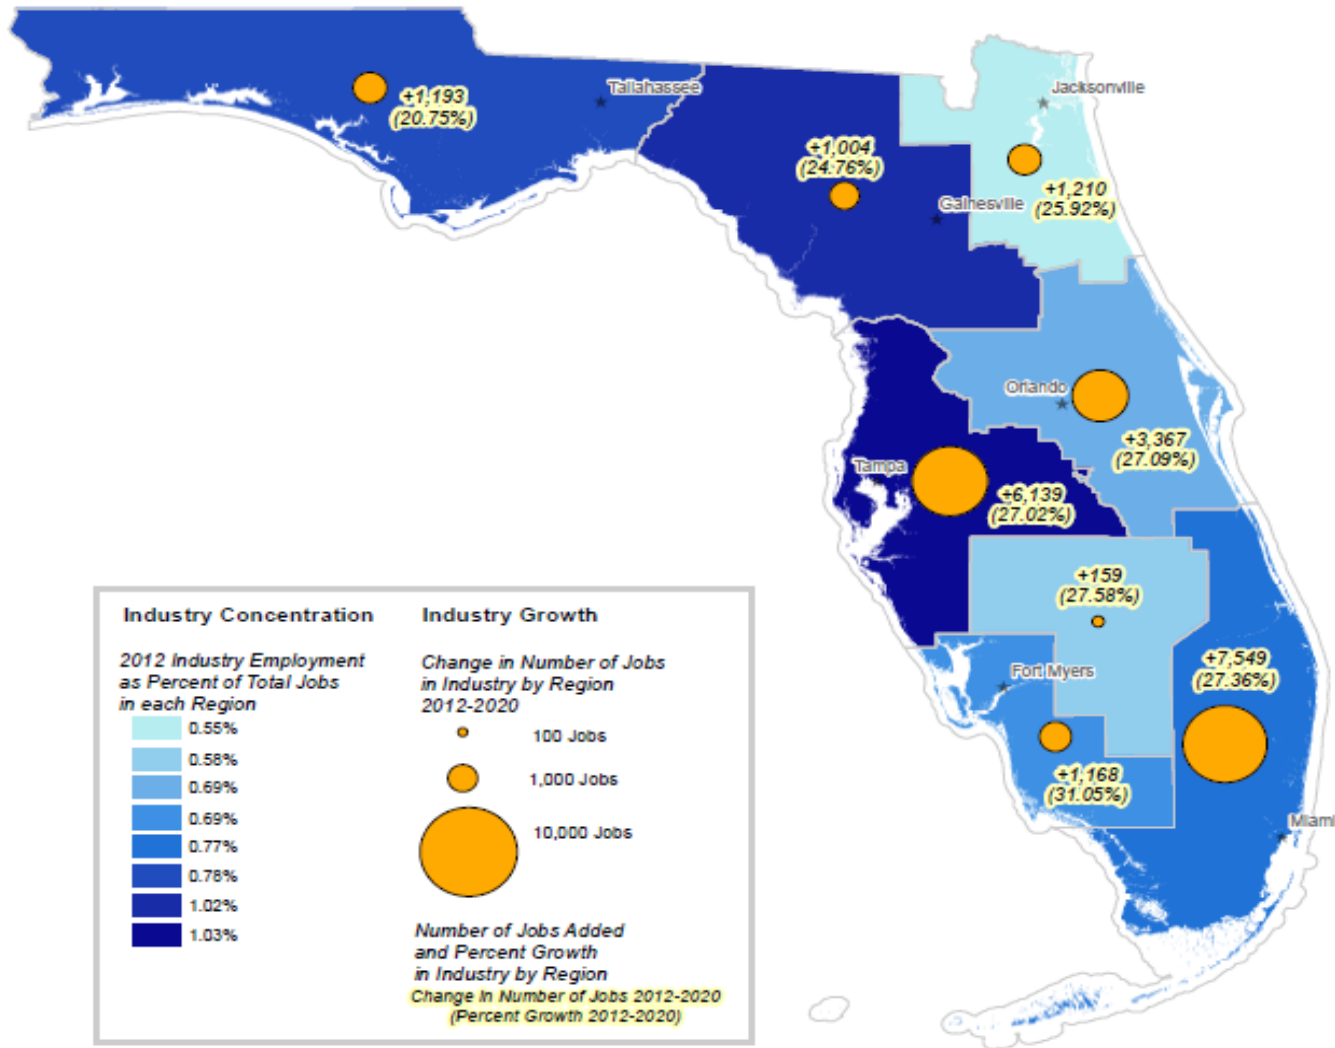 Tallahassee
+1,193
(20.75%)
Jacksonville
+1,004
(24.76%)
Gainesville
+1,210
(25.92%)
Orlando
+3,367
(27.09%)
Tampa
+6,139
(27.02%)
+159
(27.58%)
Fort Myers
+7,549
(27.36%)
+1,168
(31.05%)
Miami
Industry Concentration
2012 Industry Employment
as Percent of Total Jobs
in each Region
0.55%
0.58%
0.69%
0.69%
0.77%
0.78%
1.02%
1.03%
Industry Growth
Change in Number of Jobs
in Industry by Region
2012-2020
100 Jobs
1,000 Jobs
10,000 Jobs
Number of Jobs Added
and Percent Growth
in Industry by Region
Change in Number of Jobs 2012-2020
(Percent Growth 2012-2020)